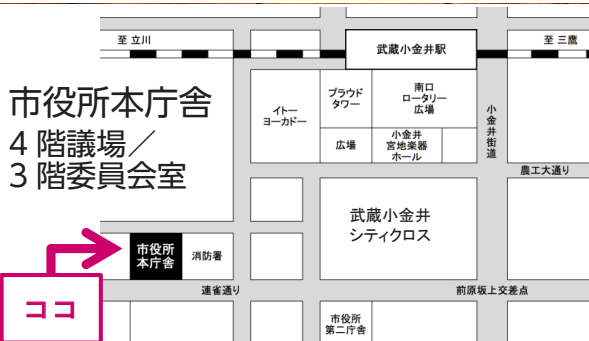 至 立川
武蔵小金井駅
至 三鷹
市役所本庁舎
4階議場／
3階委員会室
イトー
ヨーカドー
プラウド
タワー
南口
ロータリー
広場
広場
小金井
宮地楽器
ホール
小金井街道
農工大通り
武蔵小金井
シティクロス
市役所
本庁舎
消防署
ココ
連雀通り
前原坂上交差点
市役所
第二庁舎